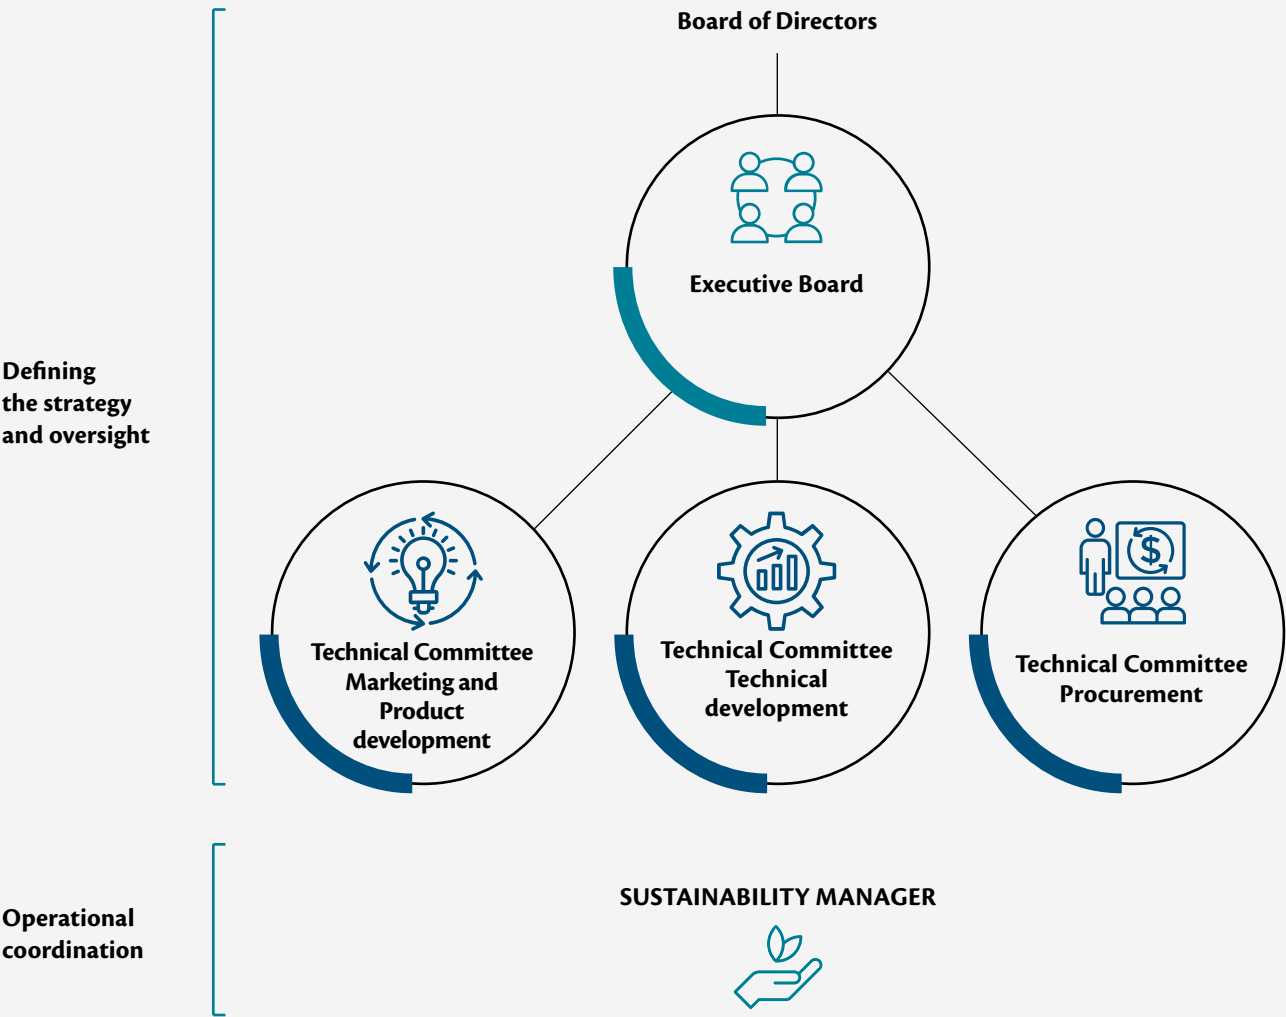 Board of Directors
Executive Board
Defining
the strategy
and oversight
Technical Committee
Marketing and
Product
development
Technical Committee
Technical
development
$
Technical Committee
Procurement
Operational
coordination
SUSTAINABILITY MANAGER